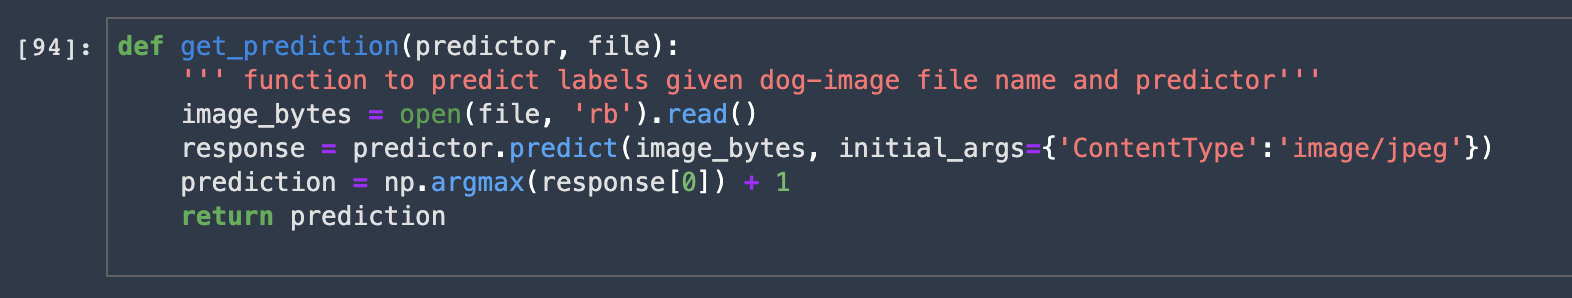 [94]: def get_prediction(predictor, file):
    ''' function to predict labels given dog-image file name and predictor'''
    image_bytes = open(file, 'rb').read()
    response = predictor.predict(image_bytes, initial_args={'ContentType':'image/jpeg'})
    prediction = np.argmax(response[0]) + 1
    return prediction